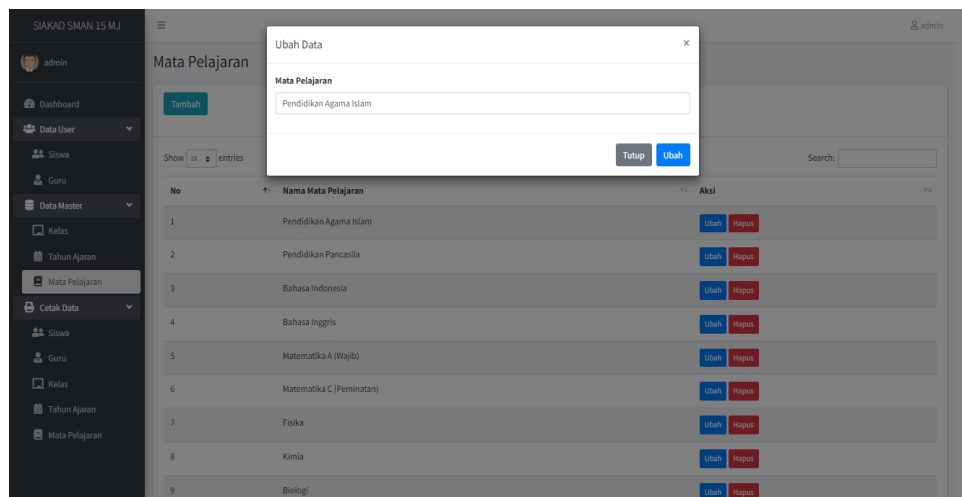 SIAKAD SMAN 15 MJ
admin
admin
Dashboard
Data User
Siswa
Guru
Data Master
Kelas
Tahun Ajaran
Mata Pelajaran
Cetak Data
Siswa
Guru
Kelas
Tahun Ajaran
Mata Pelajaran
Mata Pelajaran
Tambah
Ubah Data ×
Mata Pelajaran
Pendidikan Agama Islam
Tutup Ubah
Show 10 entries Search:
No Nama Mata Pelajaran Aksi
1 Pendidikan Agama Islam Ubah Hapus
2 Pendidikan Pancasila Ubah Hapus
3 Bahasa Indonesia Ubah Hapus
4 Bahasa Inggris Ubah Hapus
5 Matematika A (Wajib) Ubah Hapus
6 Matematika C (Peminatan) Ubah Hapus
7 Fisika Ubah Hapus
8 Kimia Ubah Hapus
9 Biologi Ubah Hapus